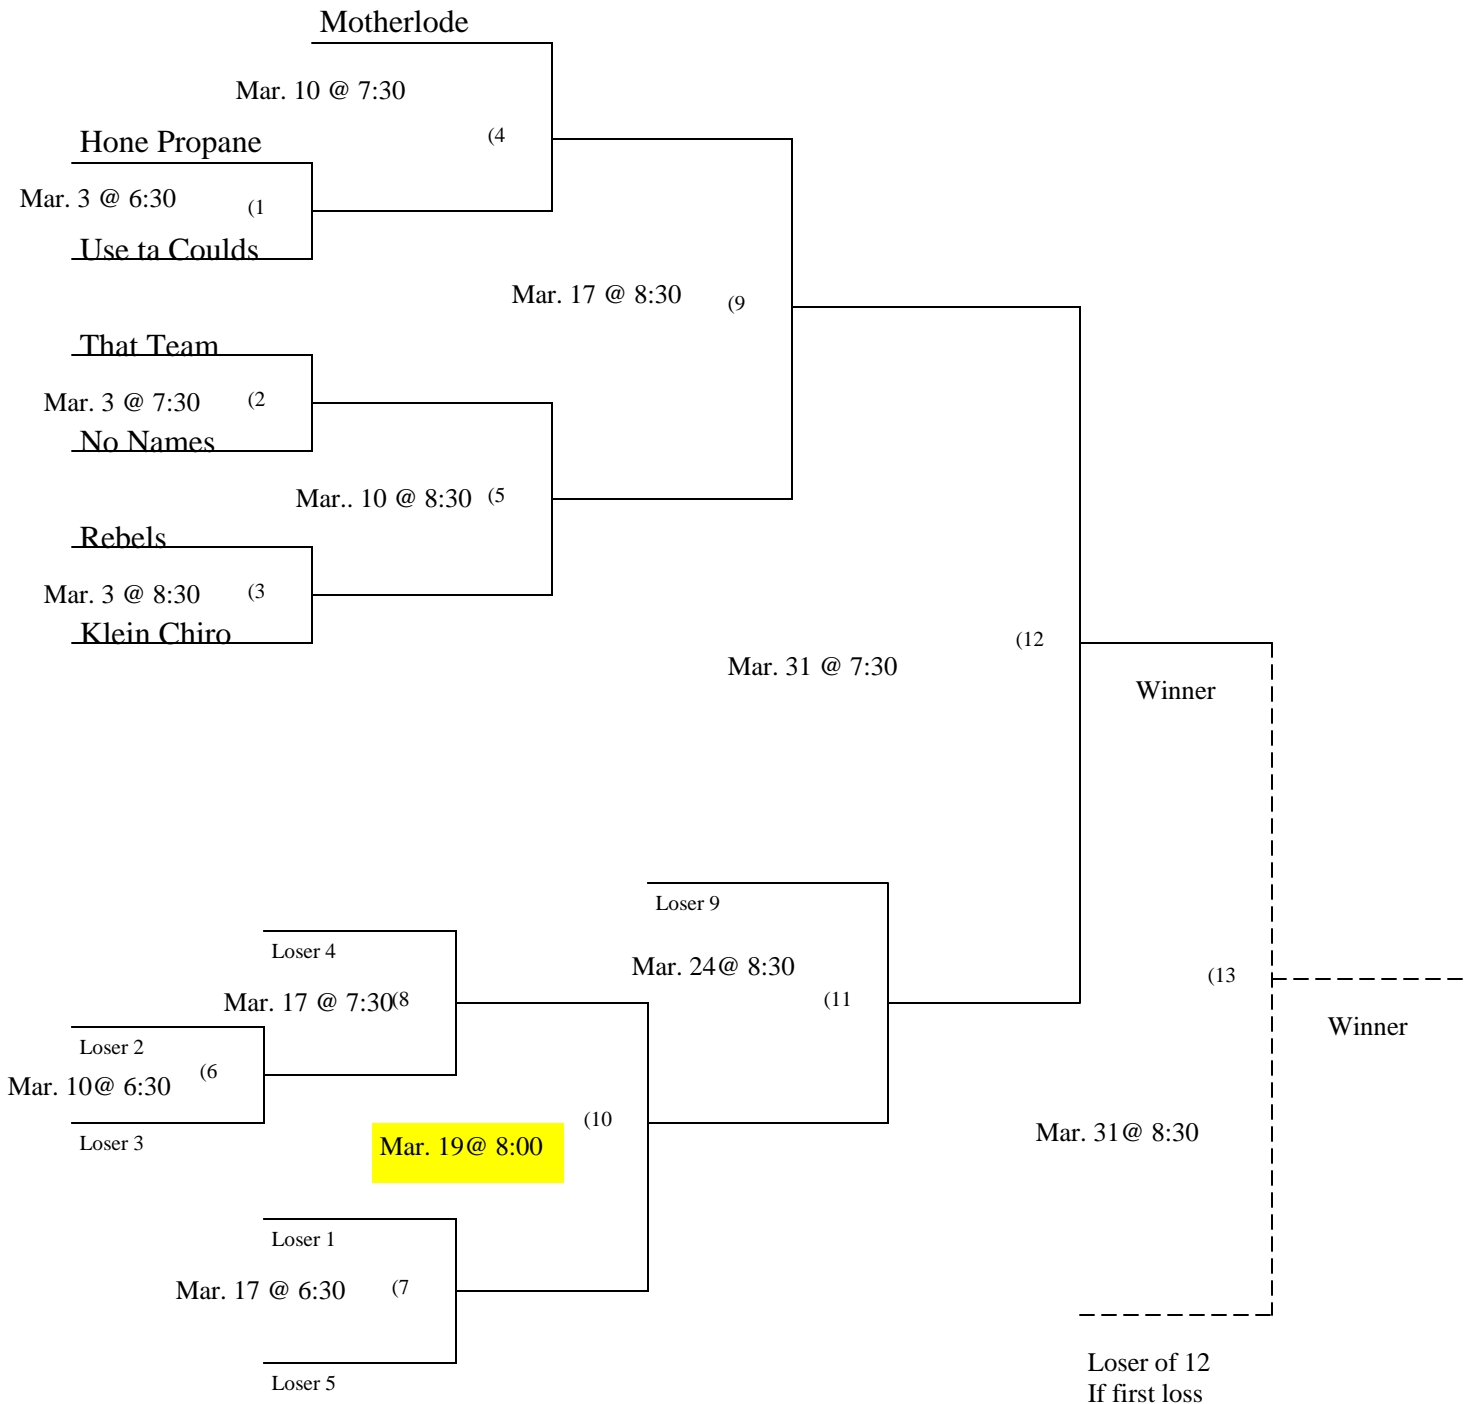 Motherlode
Mar. 10 @ 7:30
(4
Hone Propane
Mar. 3 @ 6:30
(1
Use ta Coulds
Mar. 17 @ 8:30
(9
That Team
Mar. 3 @ 7:30
(2
No Names
Mar.. 10 @ 8:30
(5
Rebels
Mar. 3 @ 8:30
(3
Klein Chiro
(12
Mar. 31 @ 7:30
Winner
Loser 9
Loser 4
Mar. 24@ 8:30
(13
Mar. 17 @ 7:30(8
(11
Winner
Loser 2
(6
Mar. 10@ 6:30
(10
Loser 3
Mar. 19@ 8:00
Mar. 31@ 8:30
Loser 1
Mar. 17 @ 6:30
(7
Loser 5
Loser of 12
If first loss